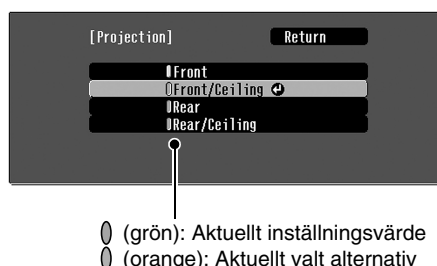 [Projection] Return
Front
Front/Ceiling
Rear
Rear/Ceiling
(grön): Aktuellt inställningsvärde
(orange): Aktuellt valt alternativ